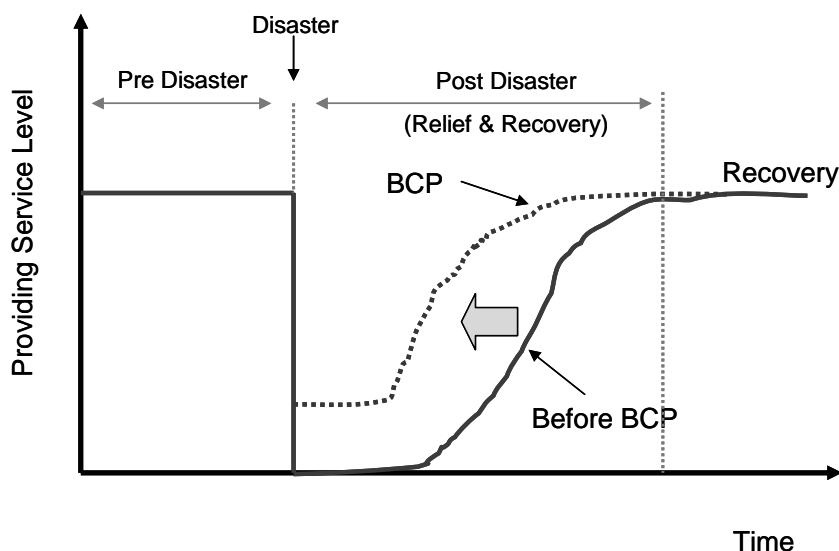 Disaster
Pre Disaster
Post Disaster
(Relief & Recovery)
Providing Service Level
BCP
Recovery
Before BCP
Time